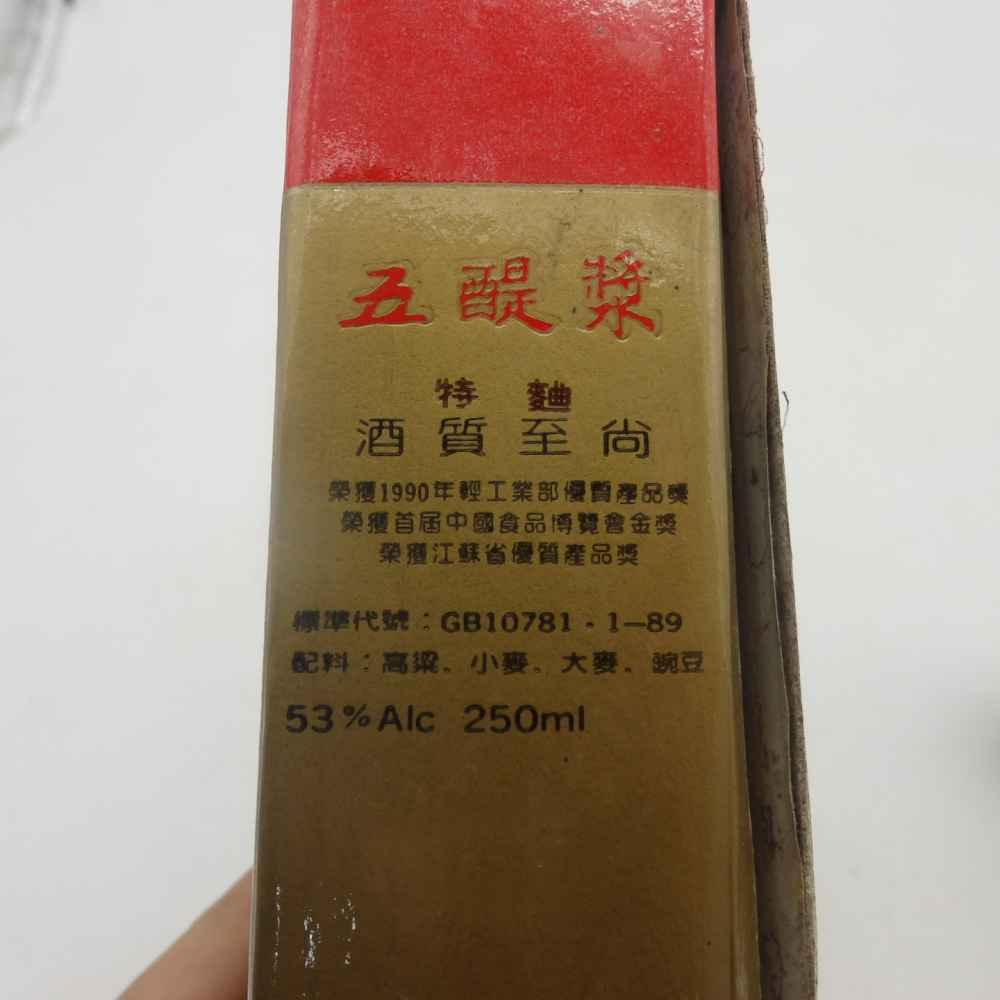 五醍漿
特麯
酒質至尚
榮獲1990年輕工業部優質產品獎
榮獲首屆中國食品博覽會金獎
榮獲江蘇省優質產品獎
標準代號：GB10781·1—89
配料：高粱。小麥。大麥。豌豆
53%Alc 250ml